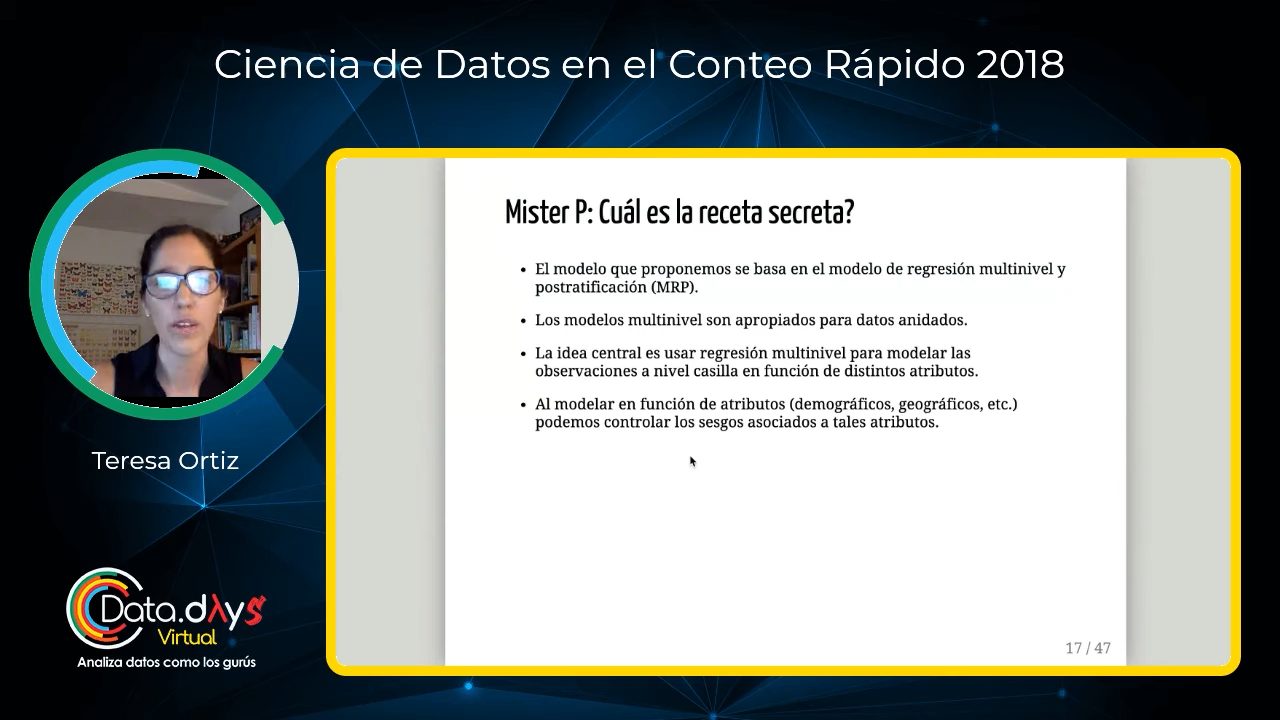 Ciencia de Datos en el Conteo Rápido 2018
Mister P: Cuál es la receta secreta?
• El modelo que proponemos se basa en el modelo de regresión multinivel y
postratificación (MRP).
• Los modelos multinivel son apropiados para datos anidados.
• La idea central es usar regresión multinivel para modelar las
observaciones a nivel casilla en función de distintos atributos.
• Al modelar en función de atributos (demográficos, geográficos, etc.)
podemos controlar los sesgos asociados a tales atributos.
17 / 47
Teresa Ortiz
Data.dλys
Virtual
Analiza datos como los gurús